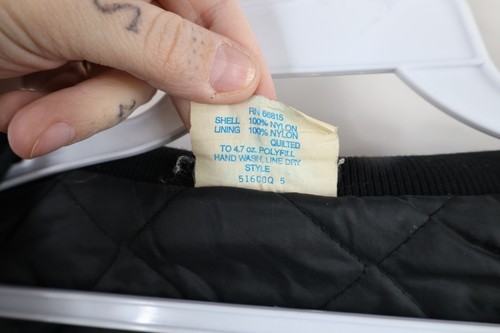 RN 66815
SHELL 100% NYLON
LINING 100% NYLON
QUILTED
TO 4.7 oz. POLYFILL
HAND WASH, LINE DRY
STYLE
51600Q 5